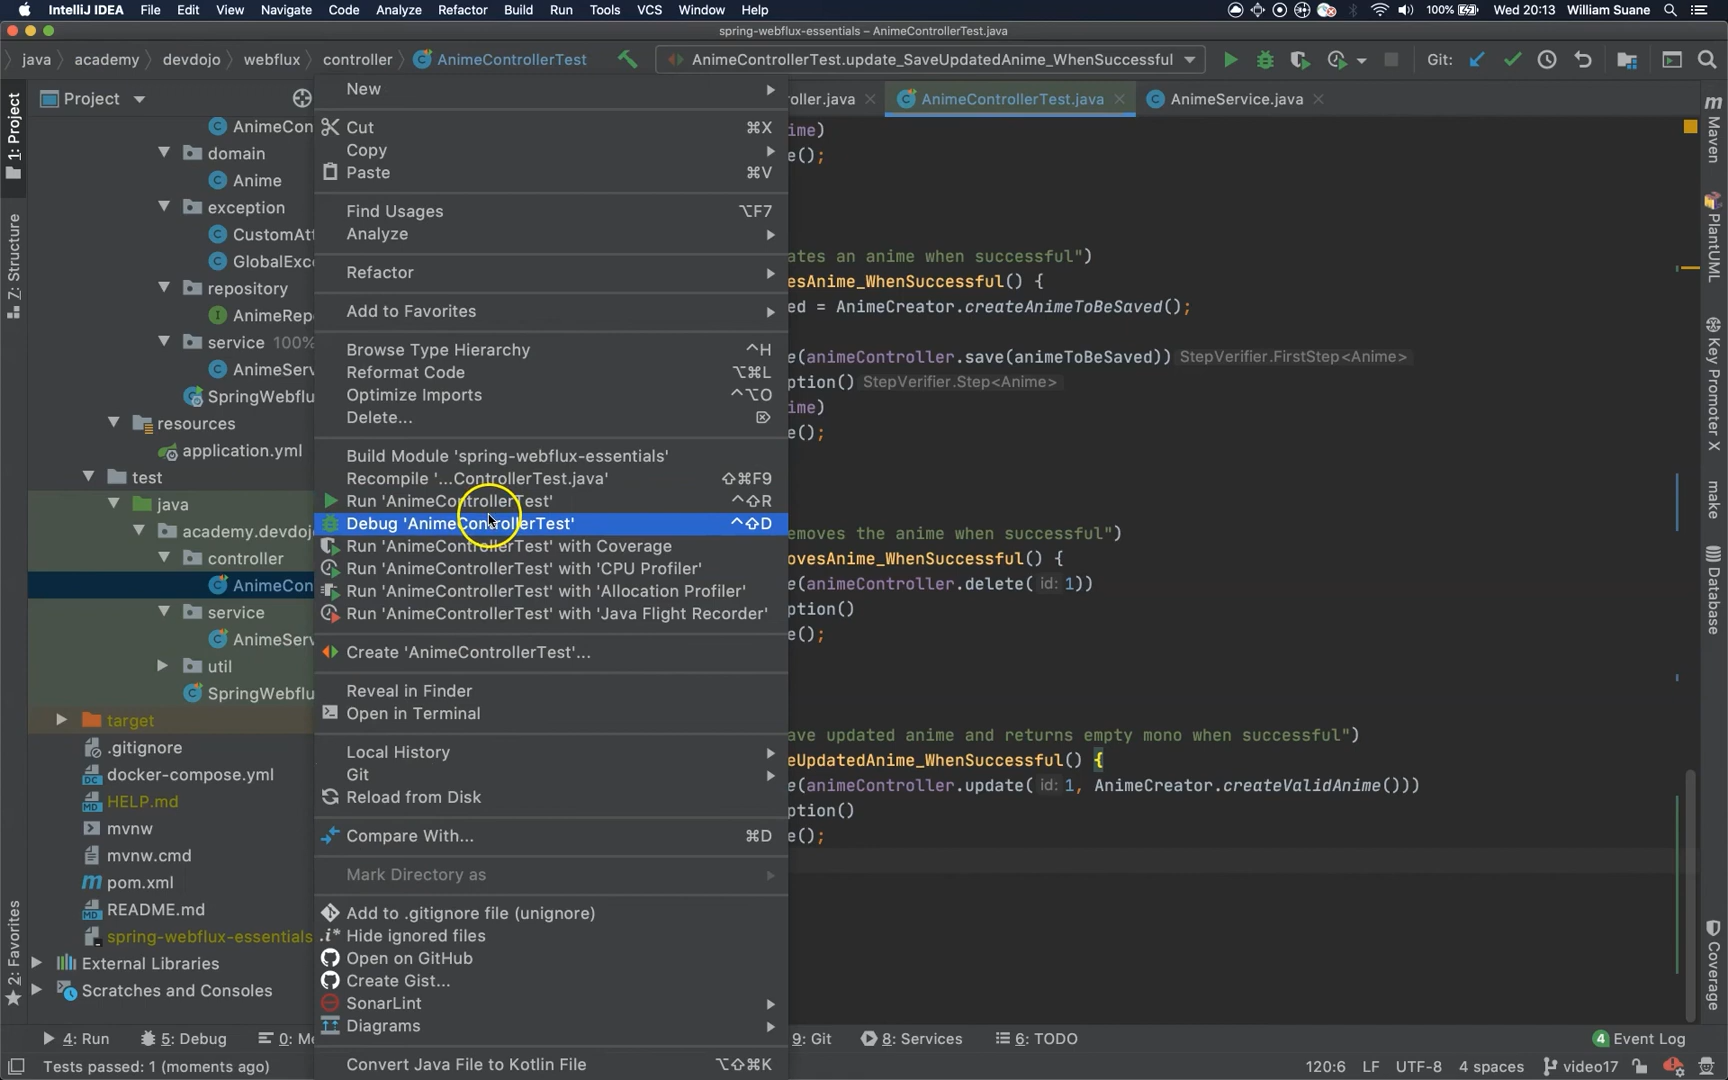 IntelliJ IDEA File Edit View Navigate Code Analyze Refactor Build Run Tools VCS Window Help 100% Wed 20:13 William Suane
spring-webflux-essentials – AnimeControllerTest.java
java academy devdojo webflux controller AnimeControllerTest AnimeControllerTest.update_SaveUpdatedAnime_WhenSuccessful Git:
Project
oller.java AnimeControllerTest.java AnimeService.java
1: Project
Z: Structure
2: Favorites
AnimeCon
domain
Anime
exception
CustomAtt
GlobalExce
repository
AnimeRep
service 100%
AnimeServ
SpringWebflu
resources
application.yml
test
java
academy.devdojo
controller
AnimeCon
service
AnimeServ
util
SpringWebflu
target
.gitignore
docker-compose.yml
HELP.md
mvnw
mvnw.cmd
pom.xml
README.md
spring-webflux-essentials
External Libraries
Scratches and Consoles
New
Cut ⌘X
Copy
Paste ⌘V
Find Usages ⌥F7
Analyze
Refactor
Add to Favorites
Browse Type Hierarchy ^H
Reformat Code ⌥⌘L
Optimize Imports ^⌥O
Delete... ⌦
Build Module 'spring-webflux-essentials'
Recompile '...ControllerTest.java' ⇧⌘F9
Run 'AnimeControllerTest' ^⇧R
Debug 'AnimeControllerTest' ^⇧D
Run 'AnimeControllerTest' with Coverage
Run 'AnimeControllerTest' with 'CPU Profiler'
Run 'AnimeControllerTest' with 'Allocation Profiler'
Run 'AnimeControllerTest' with 'Java Flight Recorder'
Create 'AnimeControllerTest'...
Reveal in Finder
Open in Terminal
Local History
Git
Reload from Disk
Compare With... ⌘D
Mark Directory as
Add to .gitignore file (unignore)
Hide ignored files
Open on GitHub
Create Gist...
SonarLint
Diagrams
Convert Java File to Kotlin File ⌥⇧⌘K
ime)
e();
ates an anime when successful")
esAnime_WhenSuccessful() {
ed = AnimeCreator.createAnimeToBeSaved();
e(animeController.save(animeToBeSaved)) StepVerifier.FirstStep<Anime>
ption() StepVerifier.Step<Anime>
ime)
e();
emoves the anime when successful")
ovesAnime_WhenSuccessful() {
e(animeController.delete( id: 1))
ption()
e();
ave updated anime and returns empty mono when successful")
eUpdatedAnime_WhenSuccessful() {
e(animeController.update( id: 1, AnimeCreator.createValidAnime()))
ption()
e();
Maven
PlantUML
Key Promoter X
make
Database
Coverage
4: Run 5: Debug 0: Me 9: Git 8: Services 6: TODO 4 Event Log
Tests passed: 1 (moments ago) 120:6 LF UTF-8 4 spaces video17